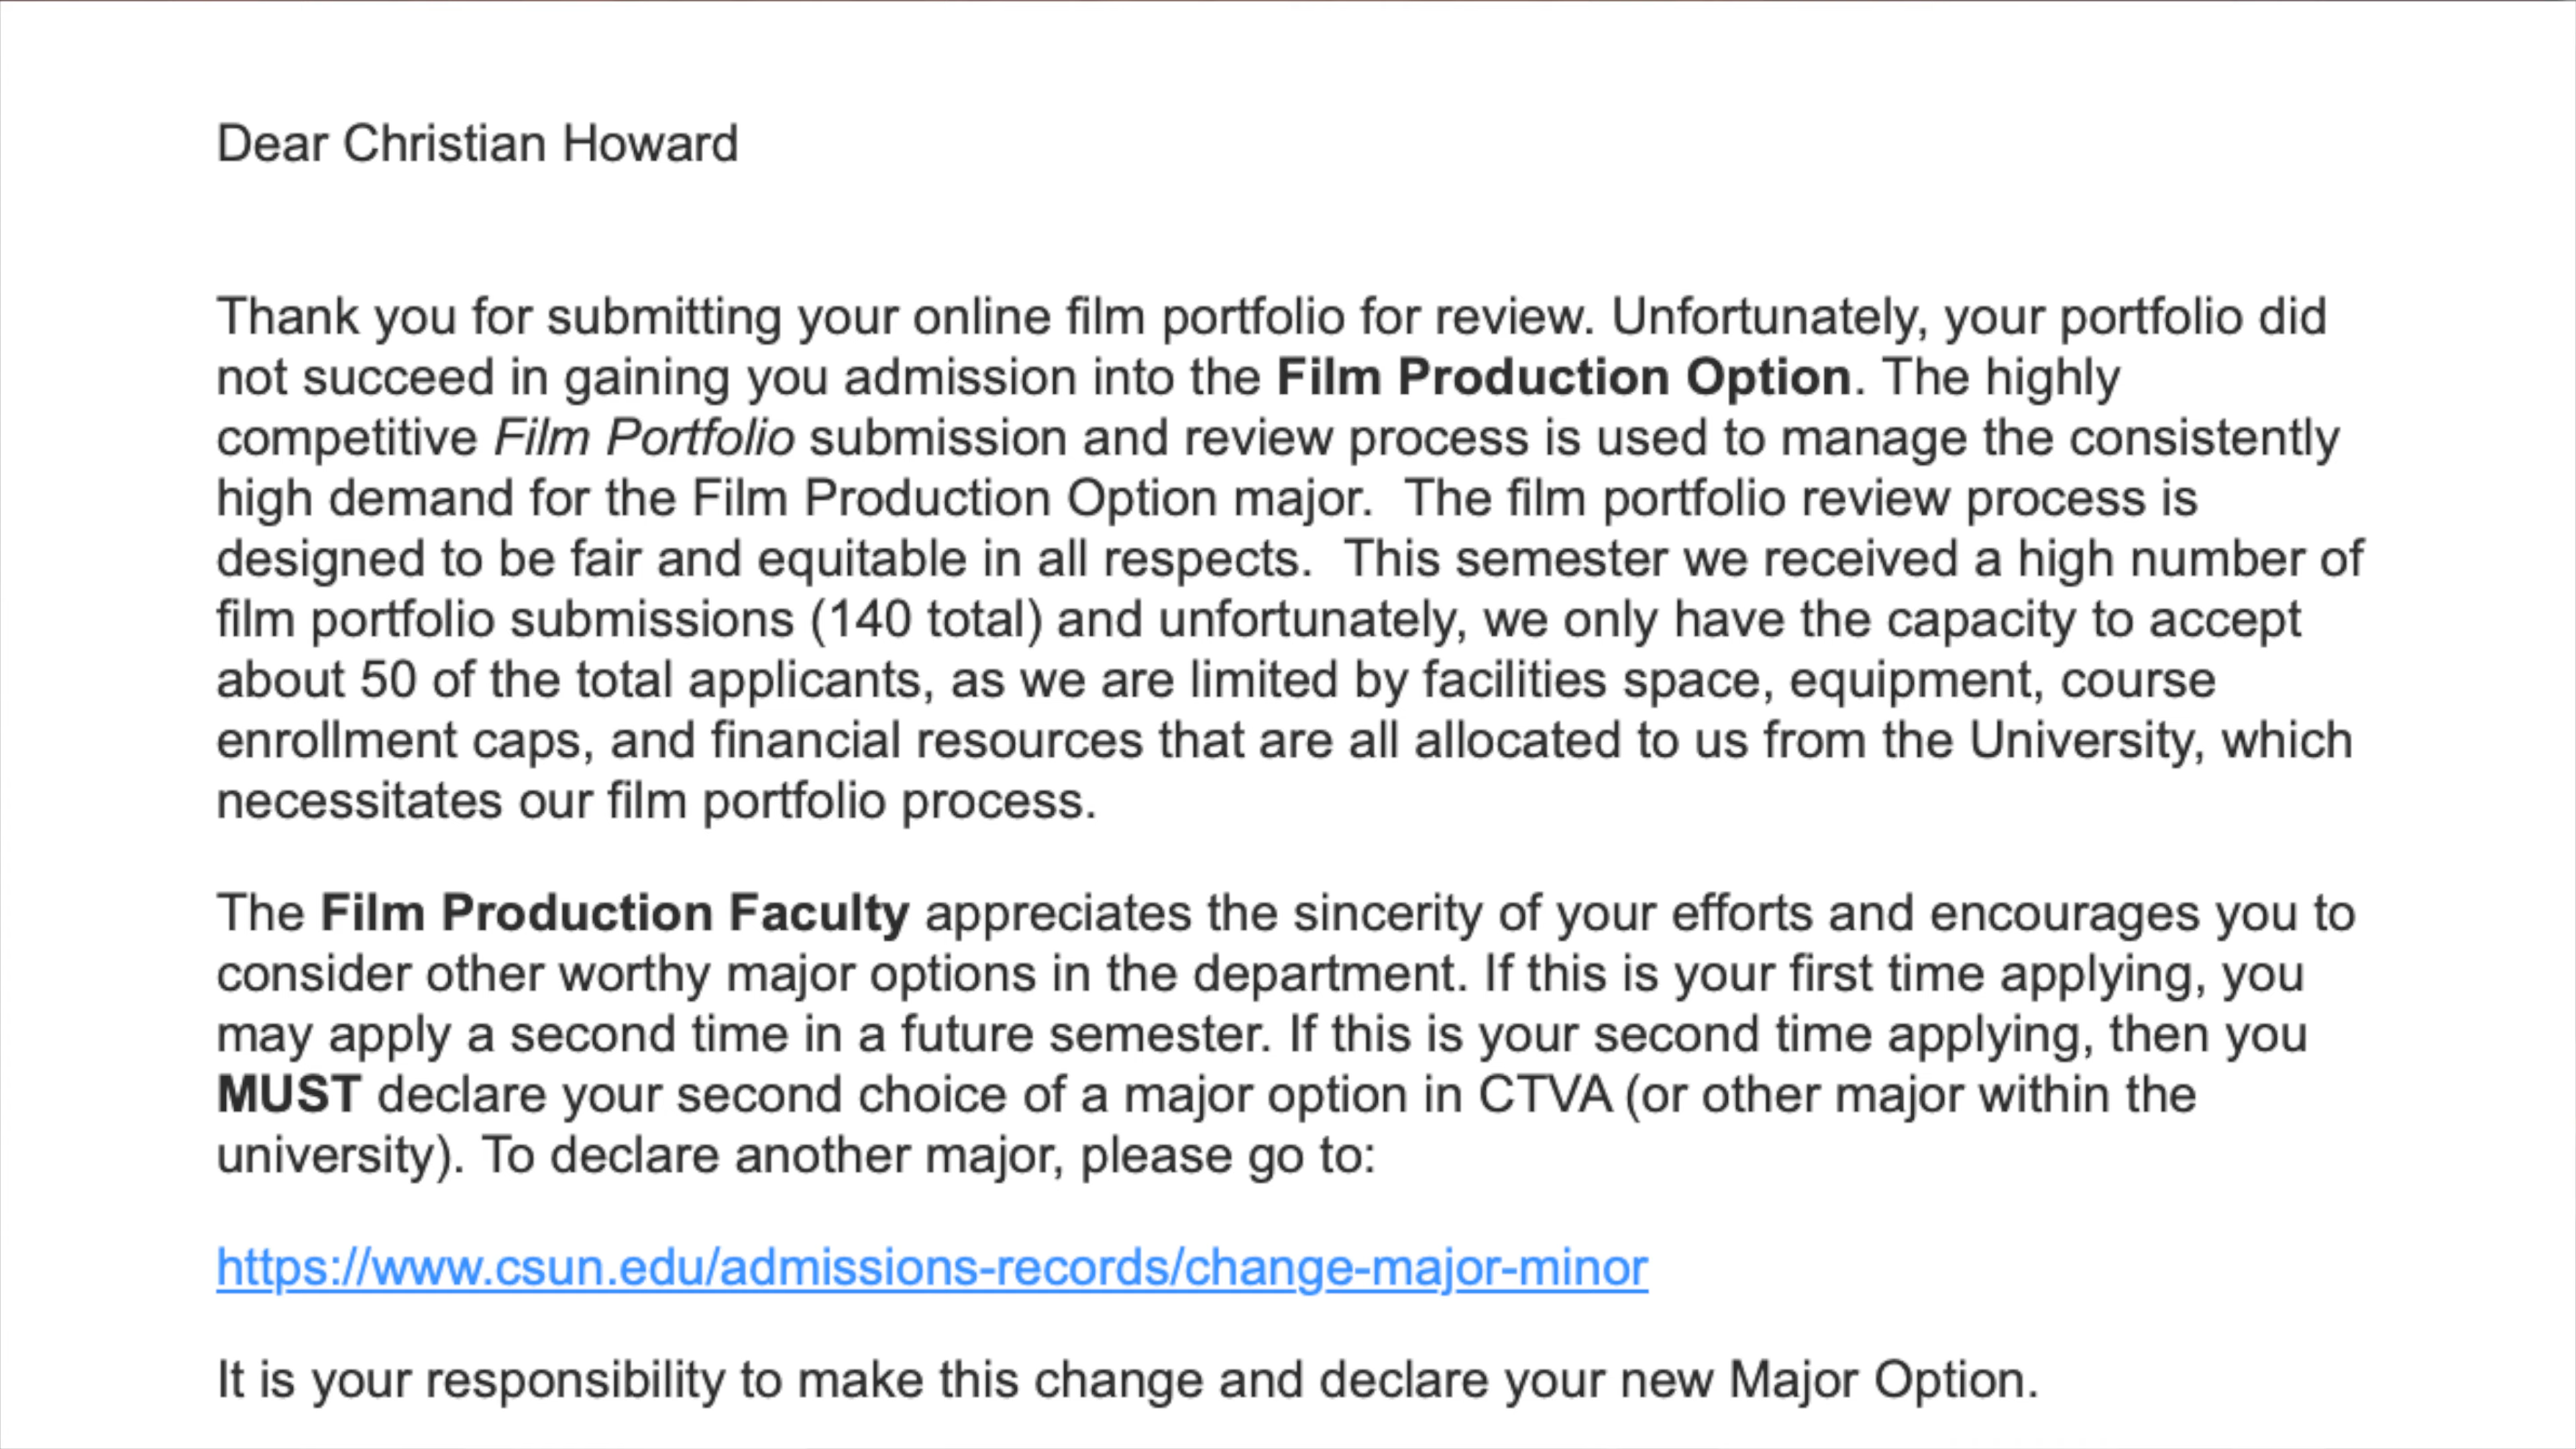 Dear Christian Howard
Thank you for submitting your online film portfolio for review. Unfortunately, your portfolio did
not succeed in gaining you admission into the Film Production Option. The highly
competitive Film Portfolio submission and review process is used to manage the consistently
high demand for the Film Production Option major.  The film portfolio review process is
designed to be fair and equitable in all respects.  This semester we received a high number of
film portfolio submissions (140 total) and unfortunately, we only have the capacity to accept
about 50 of the total applicants, as we are limited by facilities space, equipment, course
enrollment caps, and financial resources that are all allocated to us from the University, which
necessitates our film portfolio process.
The Film Production Faculty appreciates the sincerity of your efforts and encourages you to
consider other worthy major options in the department. If this is your first time applying, you
may apply a second time in a future semester. If this is your second time applying, then you
MUST declare your second choice of a major option in CTVA (or other major within the
university). To declare another major, please go to:
https://www.csun.edu/admissions-records/change-major-minor
It is your responsibility to make this change and declare your new Major Option.